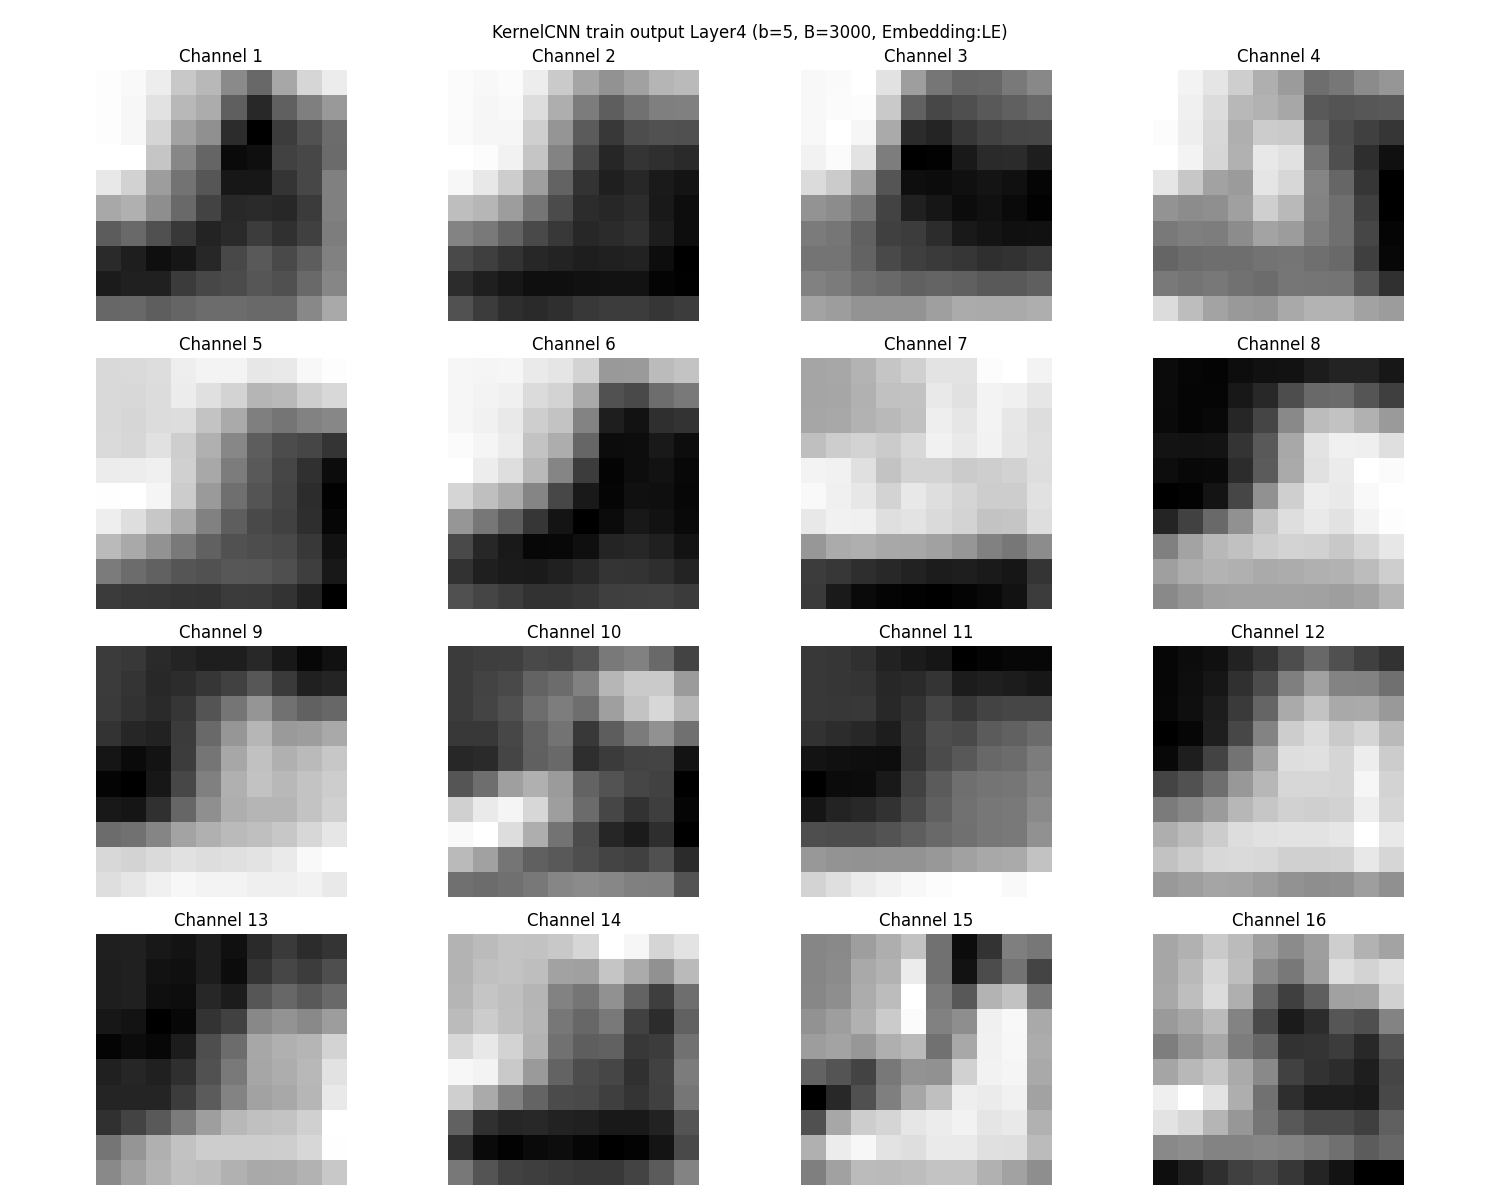 KernelCNN train output Layer4 (b=5, B=3000, Embedding:LE)
Channel 1
Channel 2
Channel 3
Channel 4
Channel 5
Channel 6
Channel 7
Channel 8
Channel 9
Channel 10
Channel 11
Channel 12
Channel 13
Channel 14
Channel 15
Channel 16